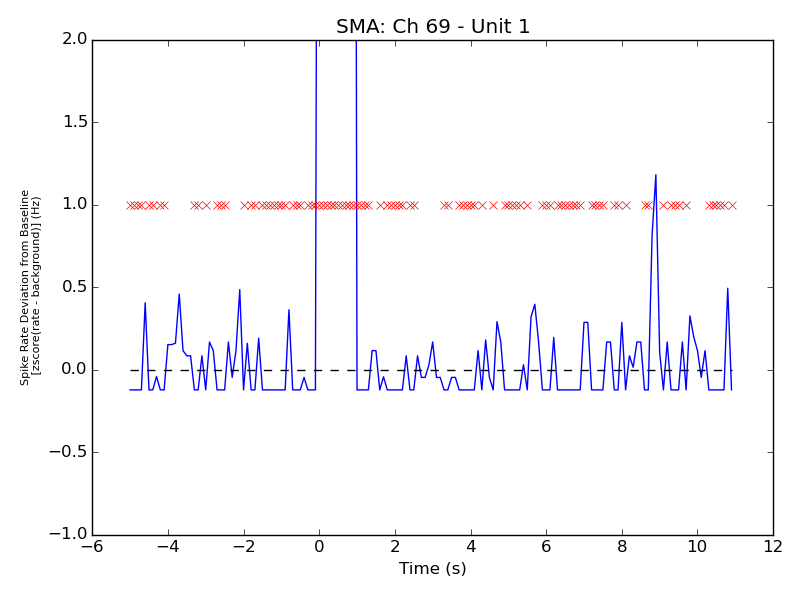 SMA: Ch 69 - Unit 1
2.0
1.5
1.0
0.5
0.0
−0.5
−1.0
Spike Rate Deviation from Baseline
[zscore(rate - background)] (Hz)
−6 −4 −2 0 2 4 6 8 10 12
Time (s)